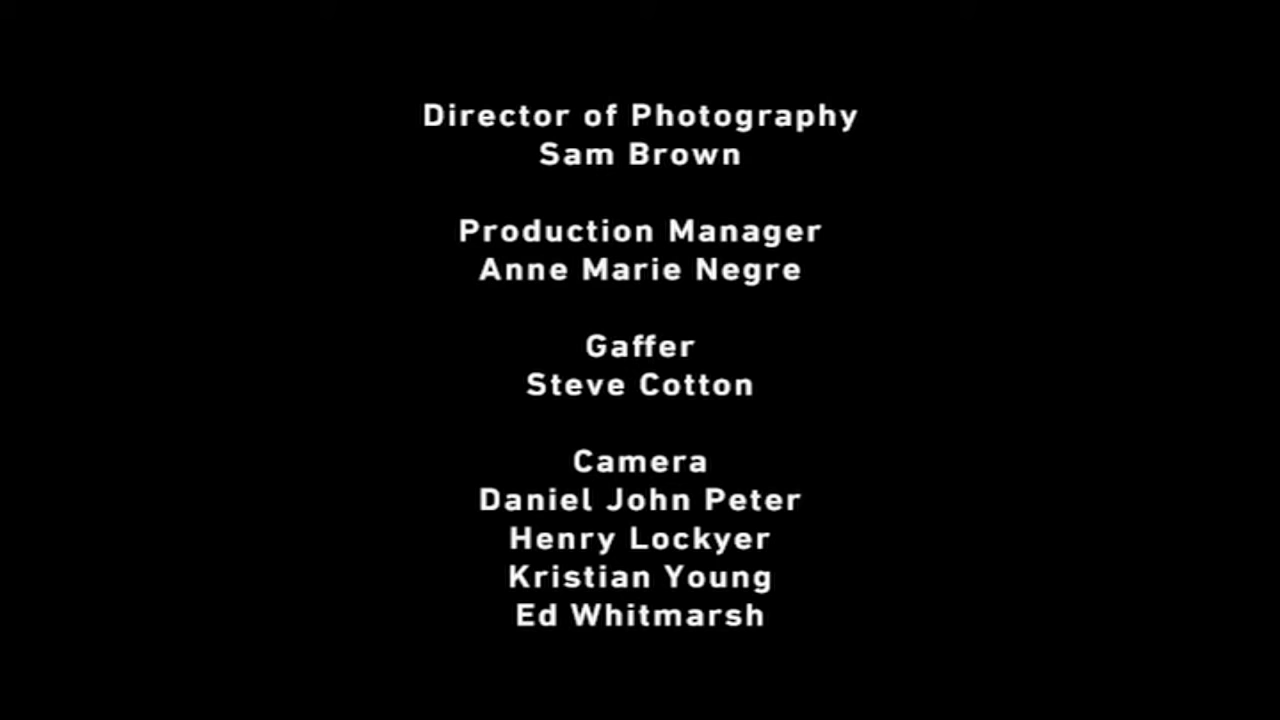 Director of Photography
Sam Brown
Production Manager
Anne Marie Negre
Gaffer
Steve Cotton
Camera
Daniel John Peter
Henry Lockyer
Kristian Young
Ed Whitmarsh